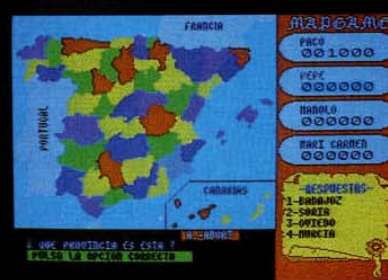 FRANCIA
PORTUGAL
CANARIAS
¿ QUE PROVINCIA ES ESTA ?
PULSA LA OPCION CORRECTA
MAPGAME
PACO
001000
PEPE
000000
MANOLO
000000
MARI CARMEN
000000
-RESPUESTAS-
1-BADAJOZ
2-SORIA
3-OVIEDO
4-MURCIA